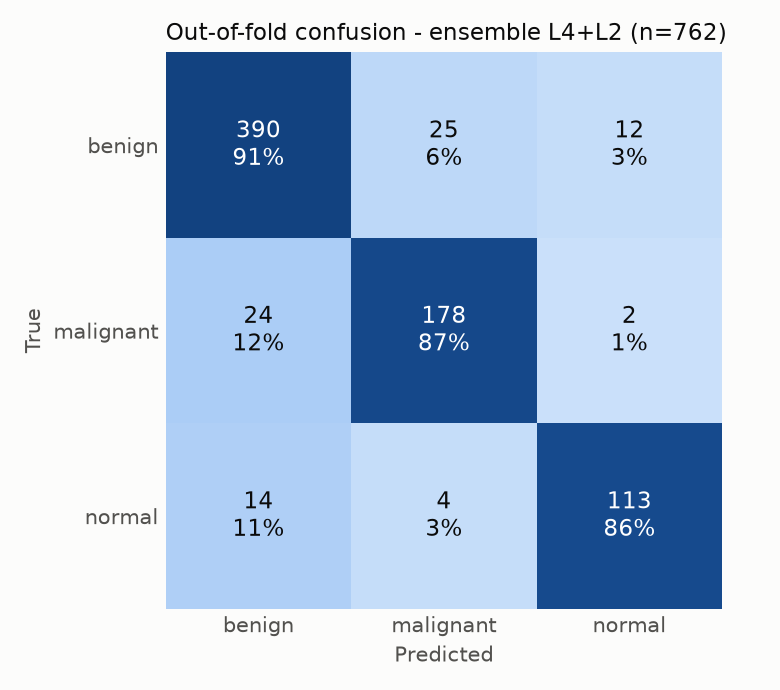 Out-of-fold confusion - ensemble L4+L2 (n=762)
True
benign
390
91%
25
6%
12
3%
malignant
24
12%
178
87%
2
1%
normal
14
11%
4
3%
113
86%
benign
malignant
normal
Predicted